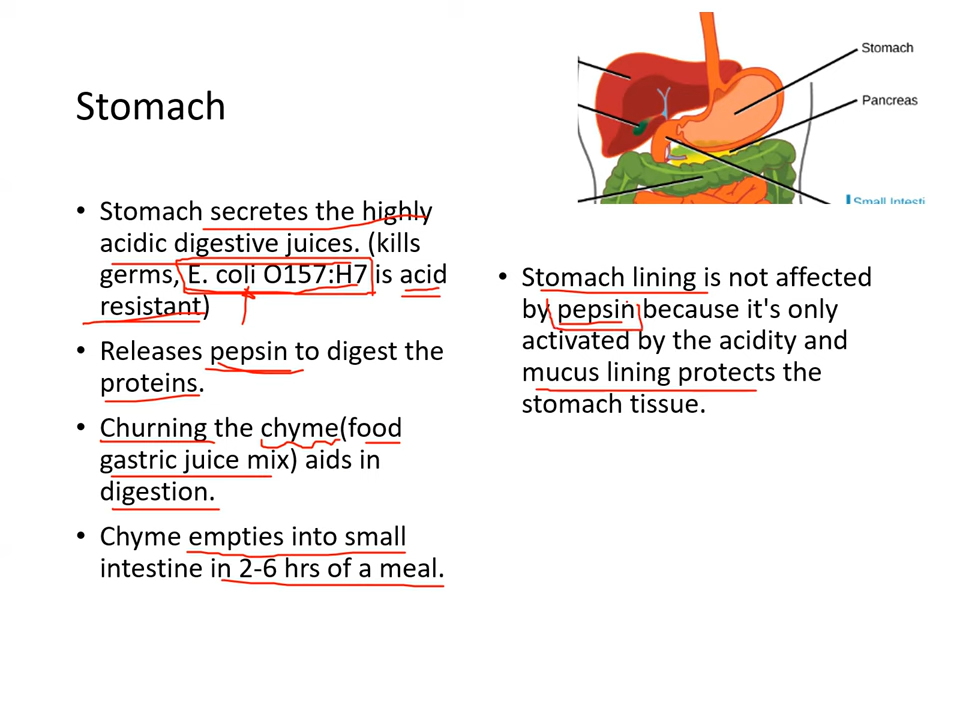 Stomach
• Stomach secretes the highly
acidic digestive juices. (kills
germs, E. coli O157:H7 is acid
resistant)
• Releases pepsin to digest the
proteins.
• Churning the chyme(food
gastric juice mix) aids in
digestion.
• Chyme empties into small
intestine in 2-6 hrs of a meal.
Stomach
Pancreas
Small Intesti
• Stomach lining is not affected
by pepsin because it's only
activated by the acidity and
mucus lining protects the
stomach tissue.